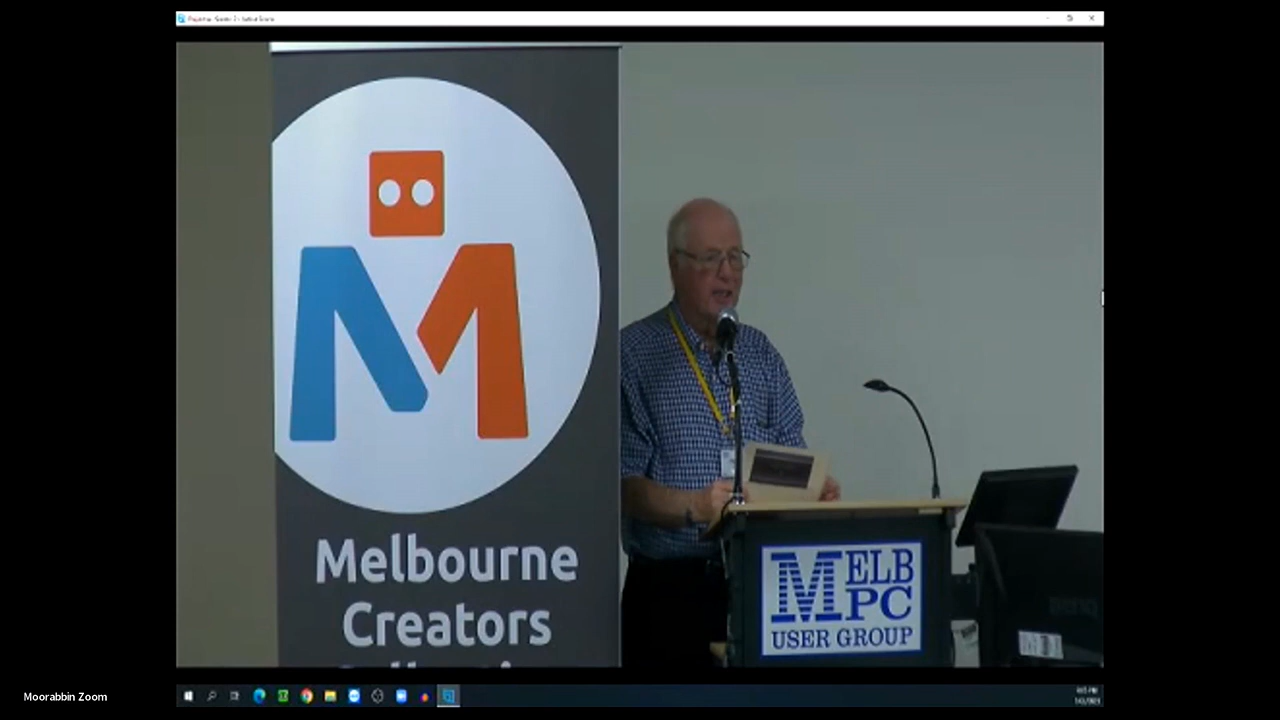 Melbourne
Creators
MELB
PC
USER GROUP
Moorabbin Zoom